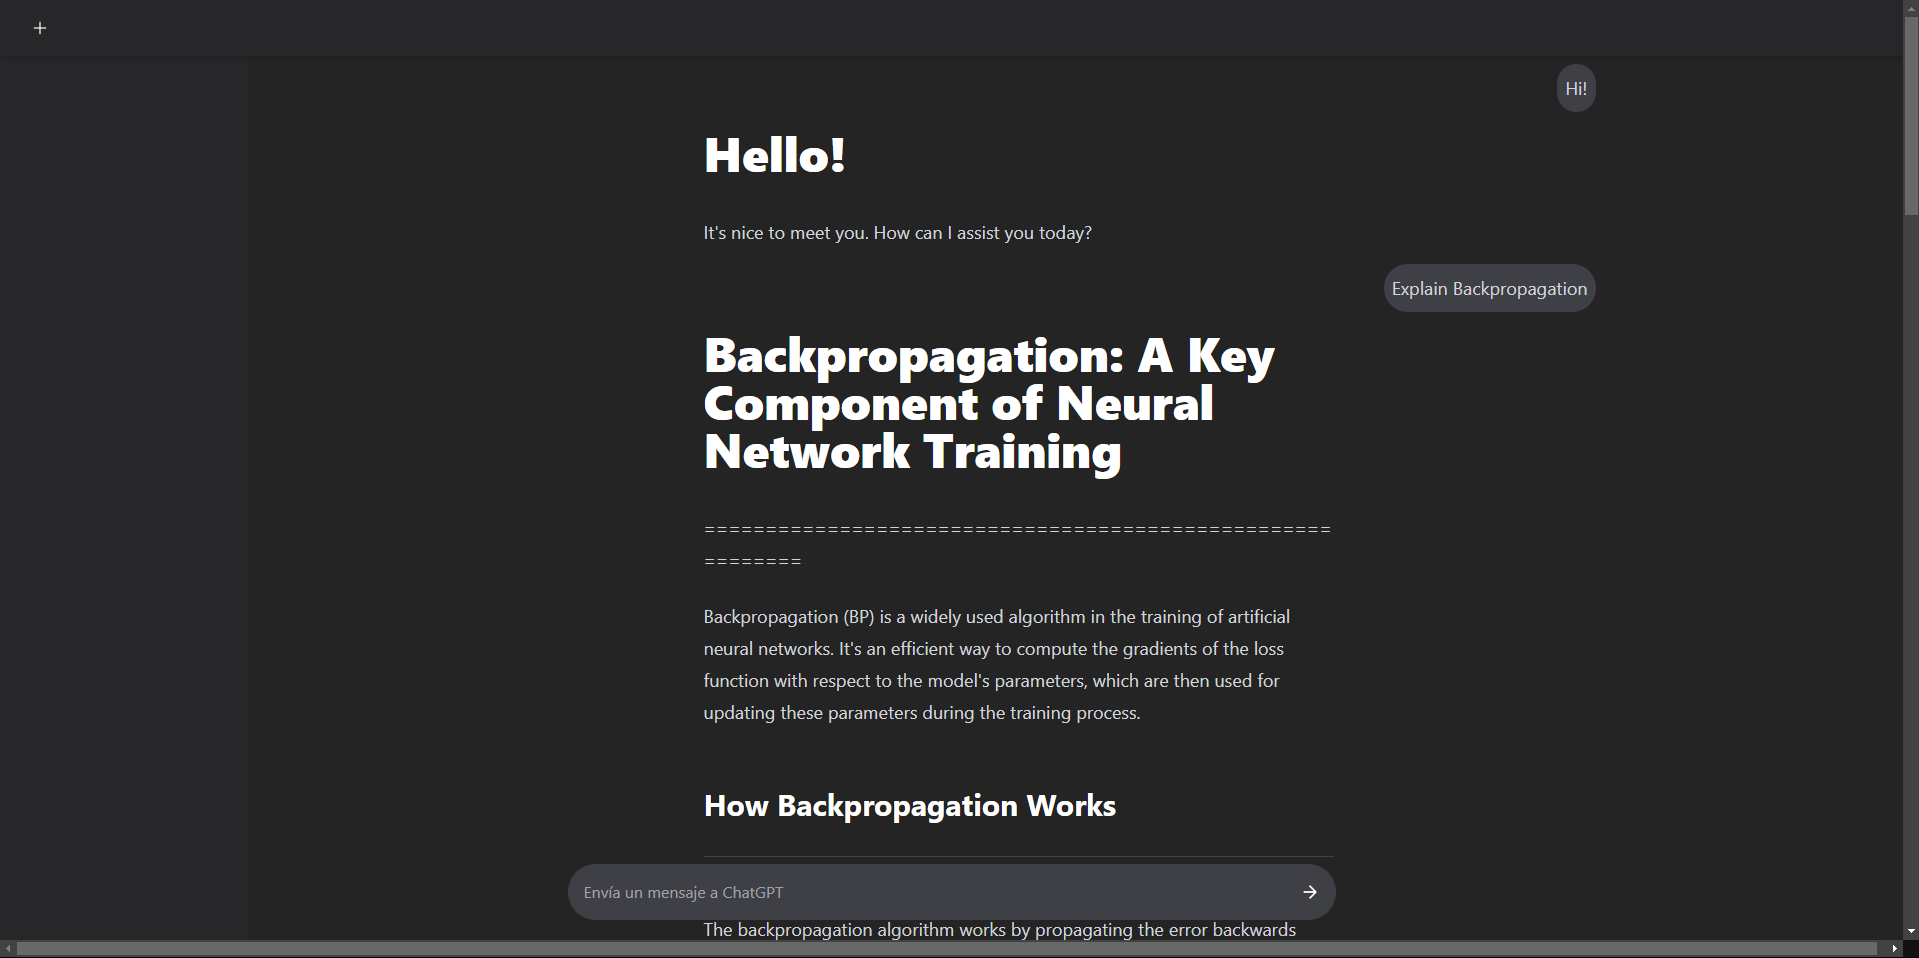 Hi!
Hello!
It's nice to meet you. How can I assist you today?
Explain Backpropagation
Backpropagation: A Key
Component of Neural
Network Training
===================================================
========
Backpropagation (BP) is a widely used algorithm in the training of artificial
neural networks. It's an efficient way to compute the gradients of the loss
function with respect to the model's parameters, which are then used for
updating these parameters during the training process.
How Backpropagation Works
Envía un mensaje a ChatGPT
The backpropagation algorithm works by propagating the error backwards